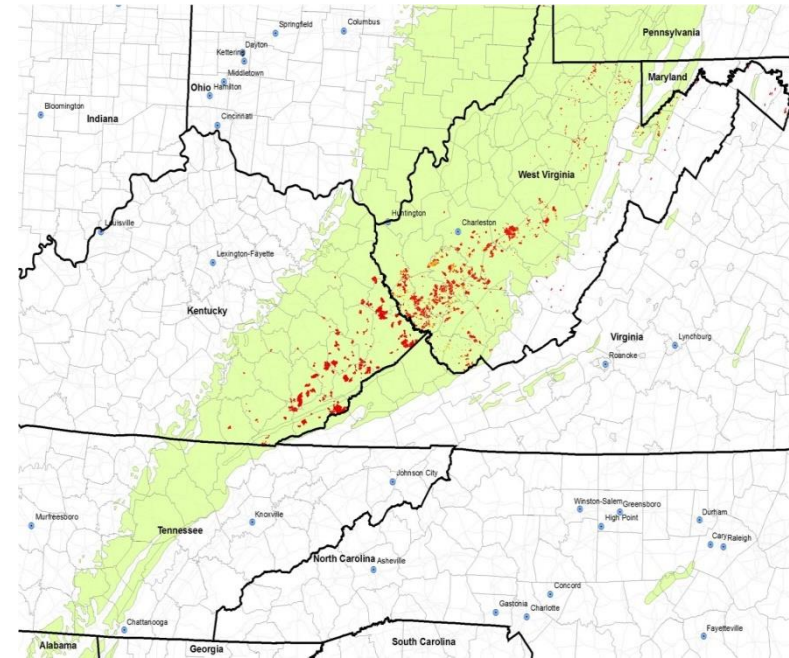 Springfield
Columbus
Pennsylvania
Dayton
Kettering
Middletown
Maryland
Ohio
Hamilton
Bloomington
Indiana
Cincinnati
West Virginia
Huntington
Charleston
Louisville
Lexington-Fayette
Kentucky
Virginia
Lynchburg
Roanoke
Johnson City
Winston-Salem
Greensboro
Murfreesboro
Knoxville
High Point
Durham
Tennessee
Cary
Raleigh
North Carolina
Asheville
Concord
Gastonia
Charlotte
Chattanooga
Fayetteville
Alabama
Georgia
South Carolina